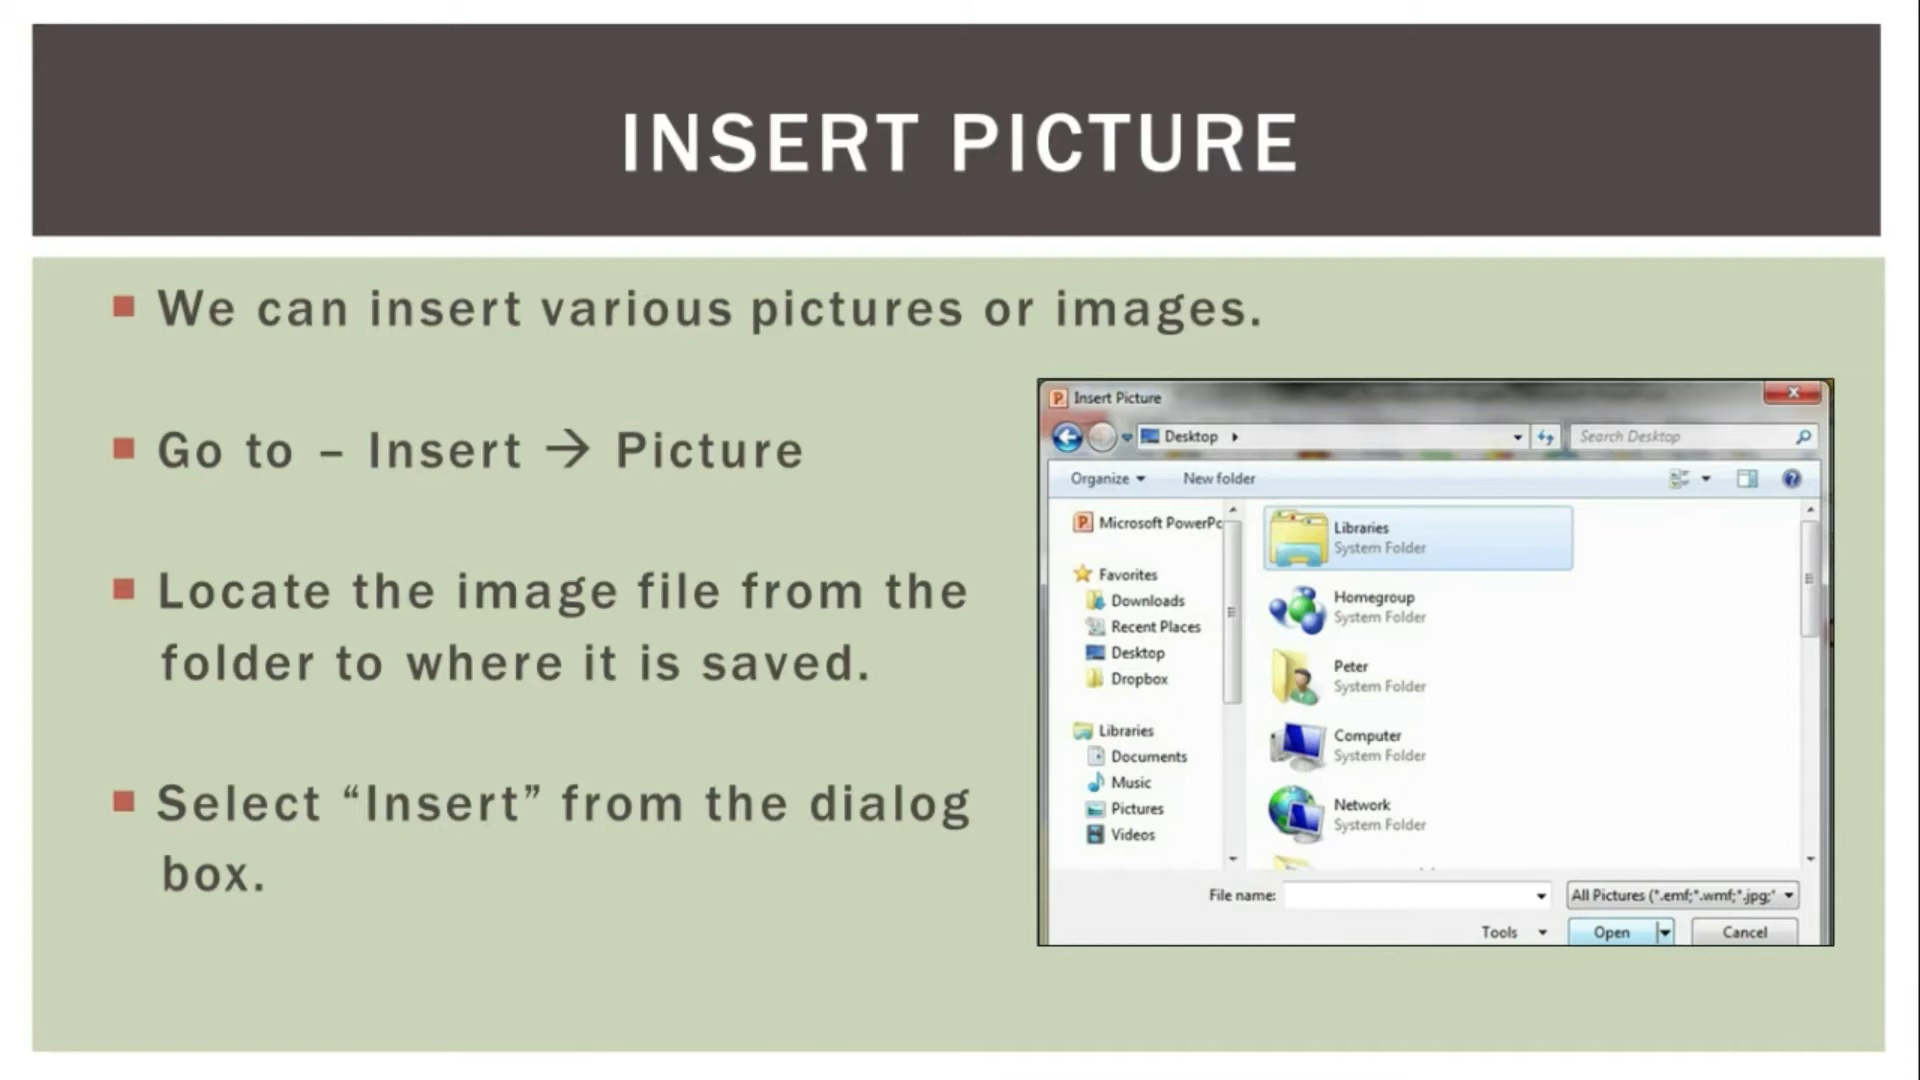 INSERT PICTURE
We can insert various pictures or images.
Go to – Insert → Picture
Locate the image file from the
folder to where it is saved.
Select “Insert” from the dialog
box.
Insert Picture
Desktop
Search Desktop
Organize
New folder
Microsoft PowerPo
Favorites
Downloads
Recent Places
Desktop
Dropbox
Libraries
Documents
Music
Pictures
Videos
Libraries
System Folder
Homegroup
System Folder
Peter
System Folder
Computer
System Folder
Network
System Folder
File name:
All Pictures (*.emf;*.wmf;*.jpg;*
Tools
Open
Cancel